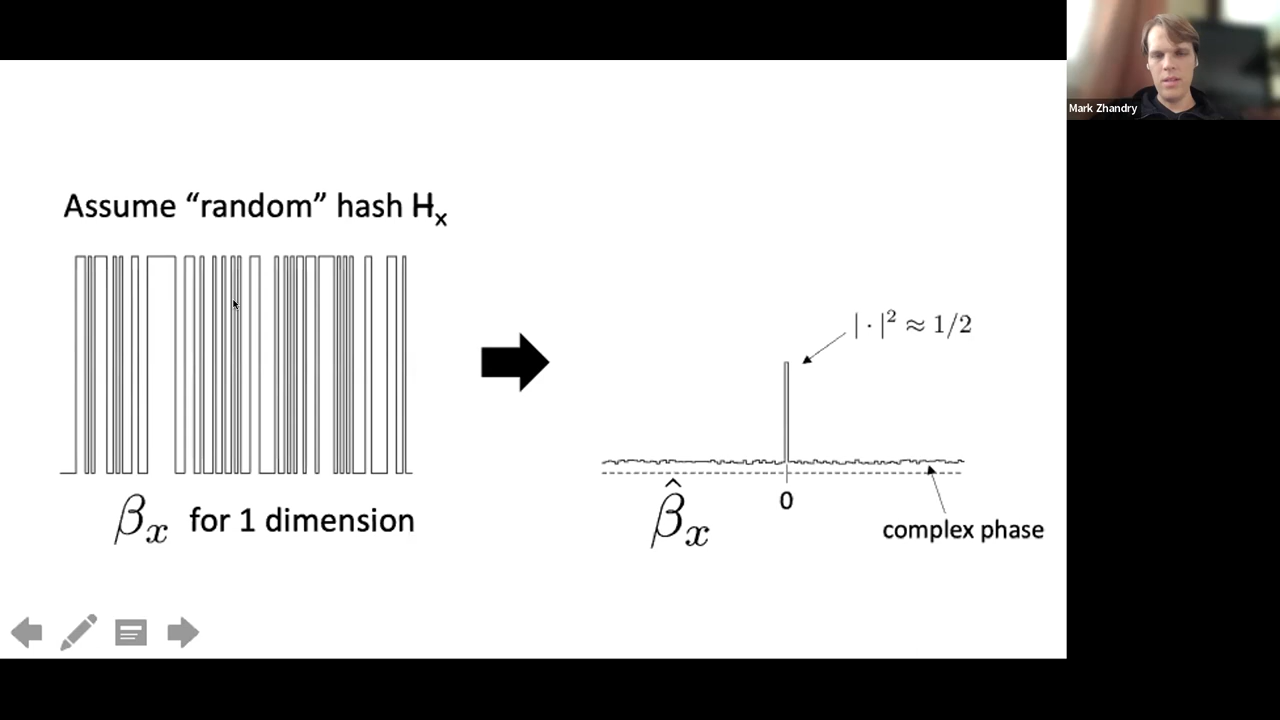 Mark Zhandry
Assume “random” hash Hₓ
|·|² ≈ 1/2
βₓ for 1 dimension
0
β̂ₓ
complex phase